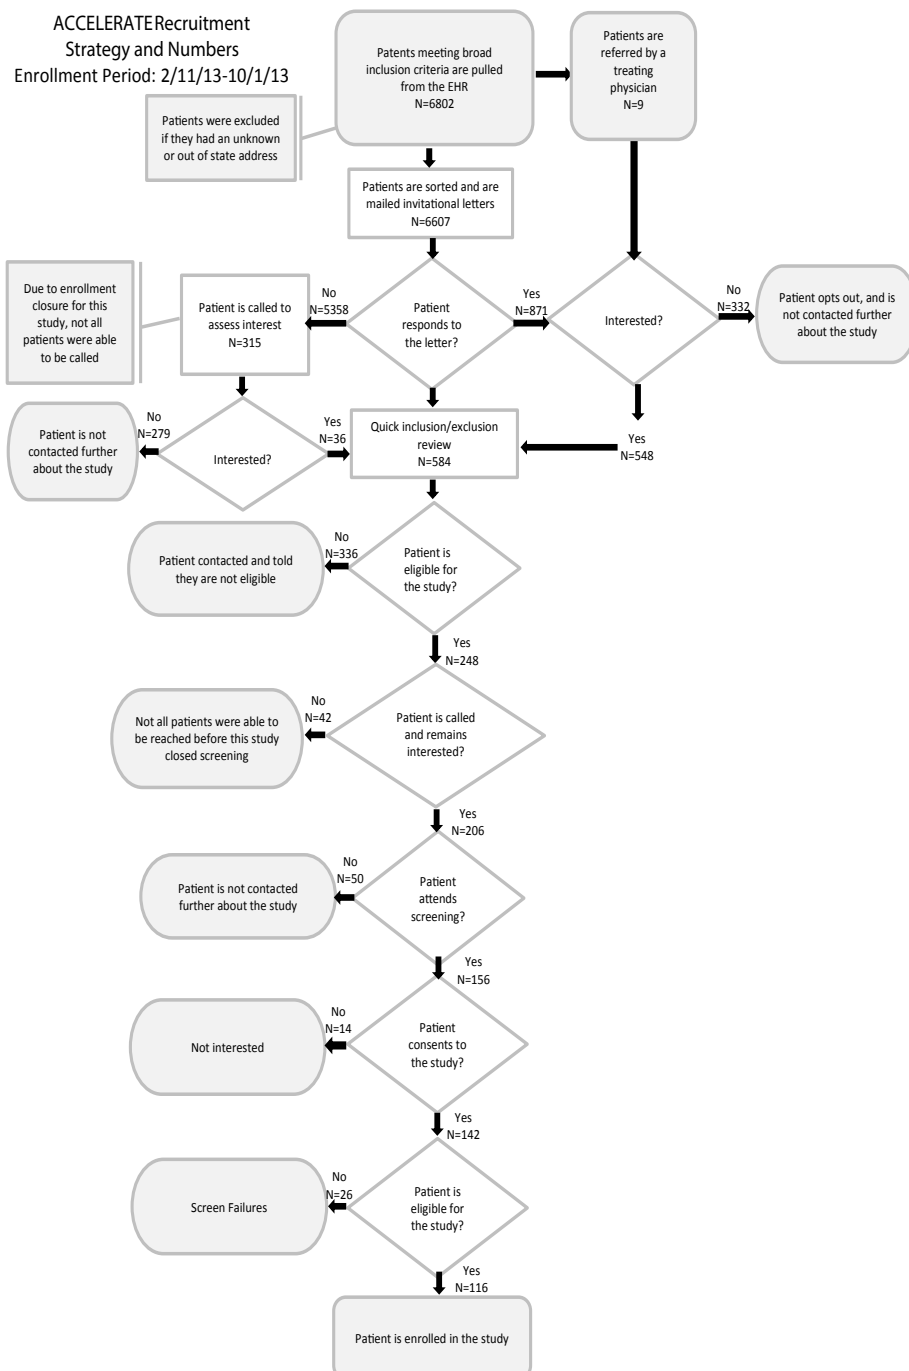 ACCELERATE Recruitment
Strategy and Numbers
Enrollment Period: 2/11/13-10/1/13
Patents meeting broad
inclusion criteria are pulled
from the EHR
N=6802
Patients are
referred by a
treating
physician
N=9
Patients were excluded
if they had an unknown
or out of state address
Patients are sorted and are
mailed invitational letters
N=6607
Due to enrollment
closure for this
study, not all
patients were able
to be called
Patient is called to
assess interest
N=315
No
N=5358
Patient
responds to
the letter?
Yes
N=871
Interested?
No
N=332
Patient opts out, and is
not contacted further
about the study
Patient is not
contacted further
about the study
No
N=279
Interested?
Yes
N=36
Quick inclusion/exclusion
review
N=584
Yes
N=548
Patient contacted and told
they are not eligible
No
N=336
Patient is
eligible for
the study?
Yes
N=248
Not all patients were able to
be reached before this study
closed screening
No
N=42
Patient is called
and remains
interested?
Yes
N=206
Patient is not contacted
further about the study
No
N=50
Patient
attends
screening?
Yes
N=156
Not interested
No
N=14
Patient
consents to
the study?
Yes
N=142
Screen Failures
No
N=26
Patient is
eligible for
the study?
Yes
N=116
Patient is enrolled in the study